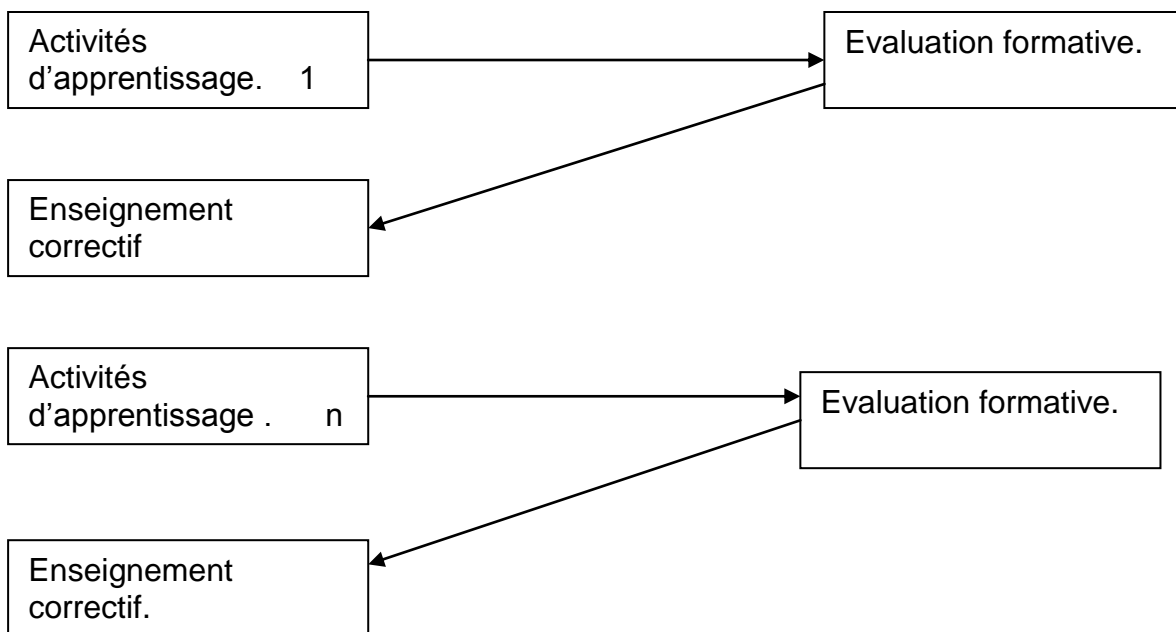 Activités
d'apprentissage. 1
Evaluation formative.
Enseignement
correctif
Activités
d'apprentissage . n
Evaluation formative.
Enseignement
correctif.